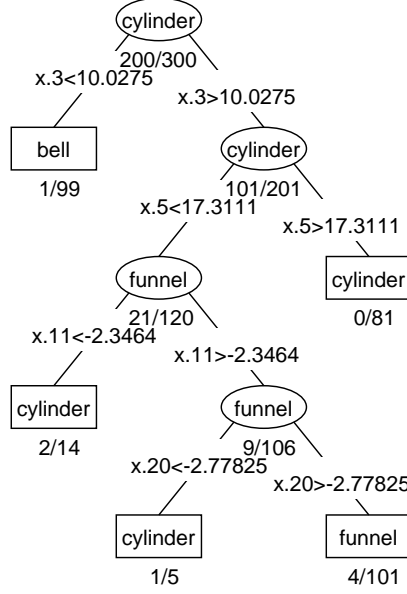 cylinder
200/300
x.3<10.0275
x.3>10.0275
bell
1/99
cylinder
101/201
x.5<17.3111
x.5>17.3111
funnel
21/120
cylinder
0/81
x.11<-2.3464
x.11>-2.3464
cylinder
2/14
funnel
9/106
x.20<-2.77825
x.20>-2.77825
cylinder
1/5
funnel
4/101